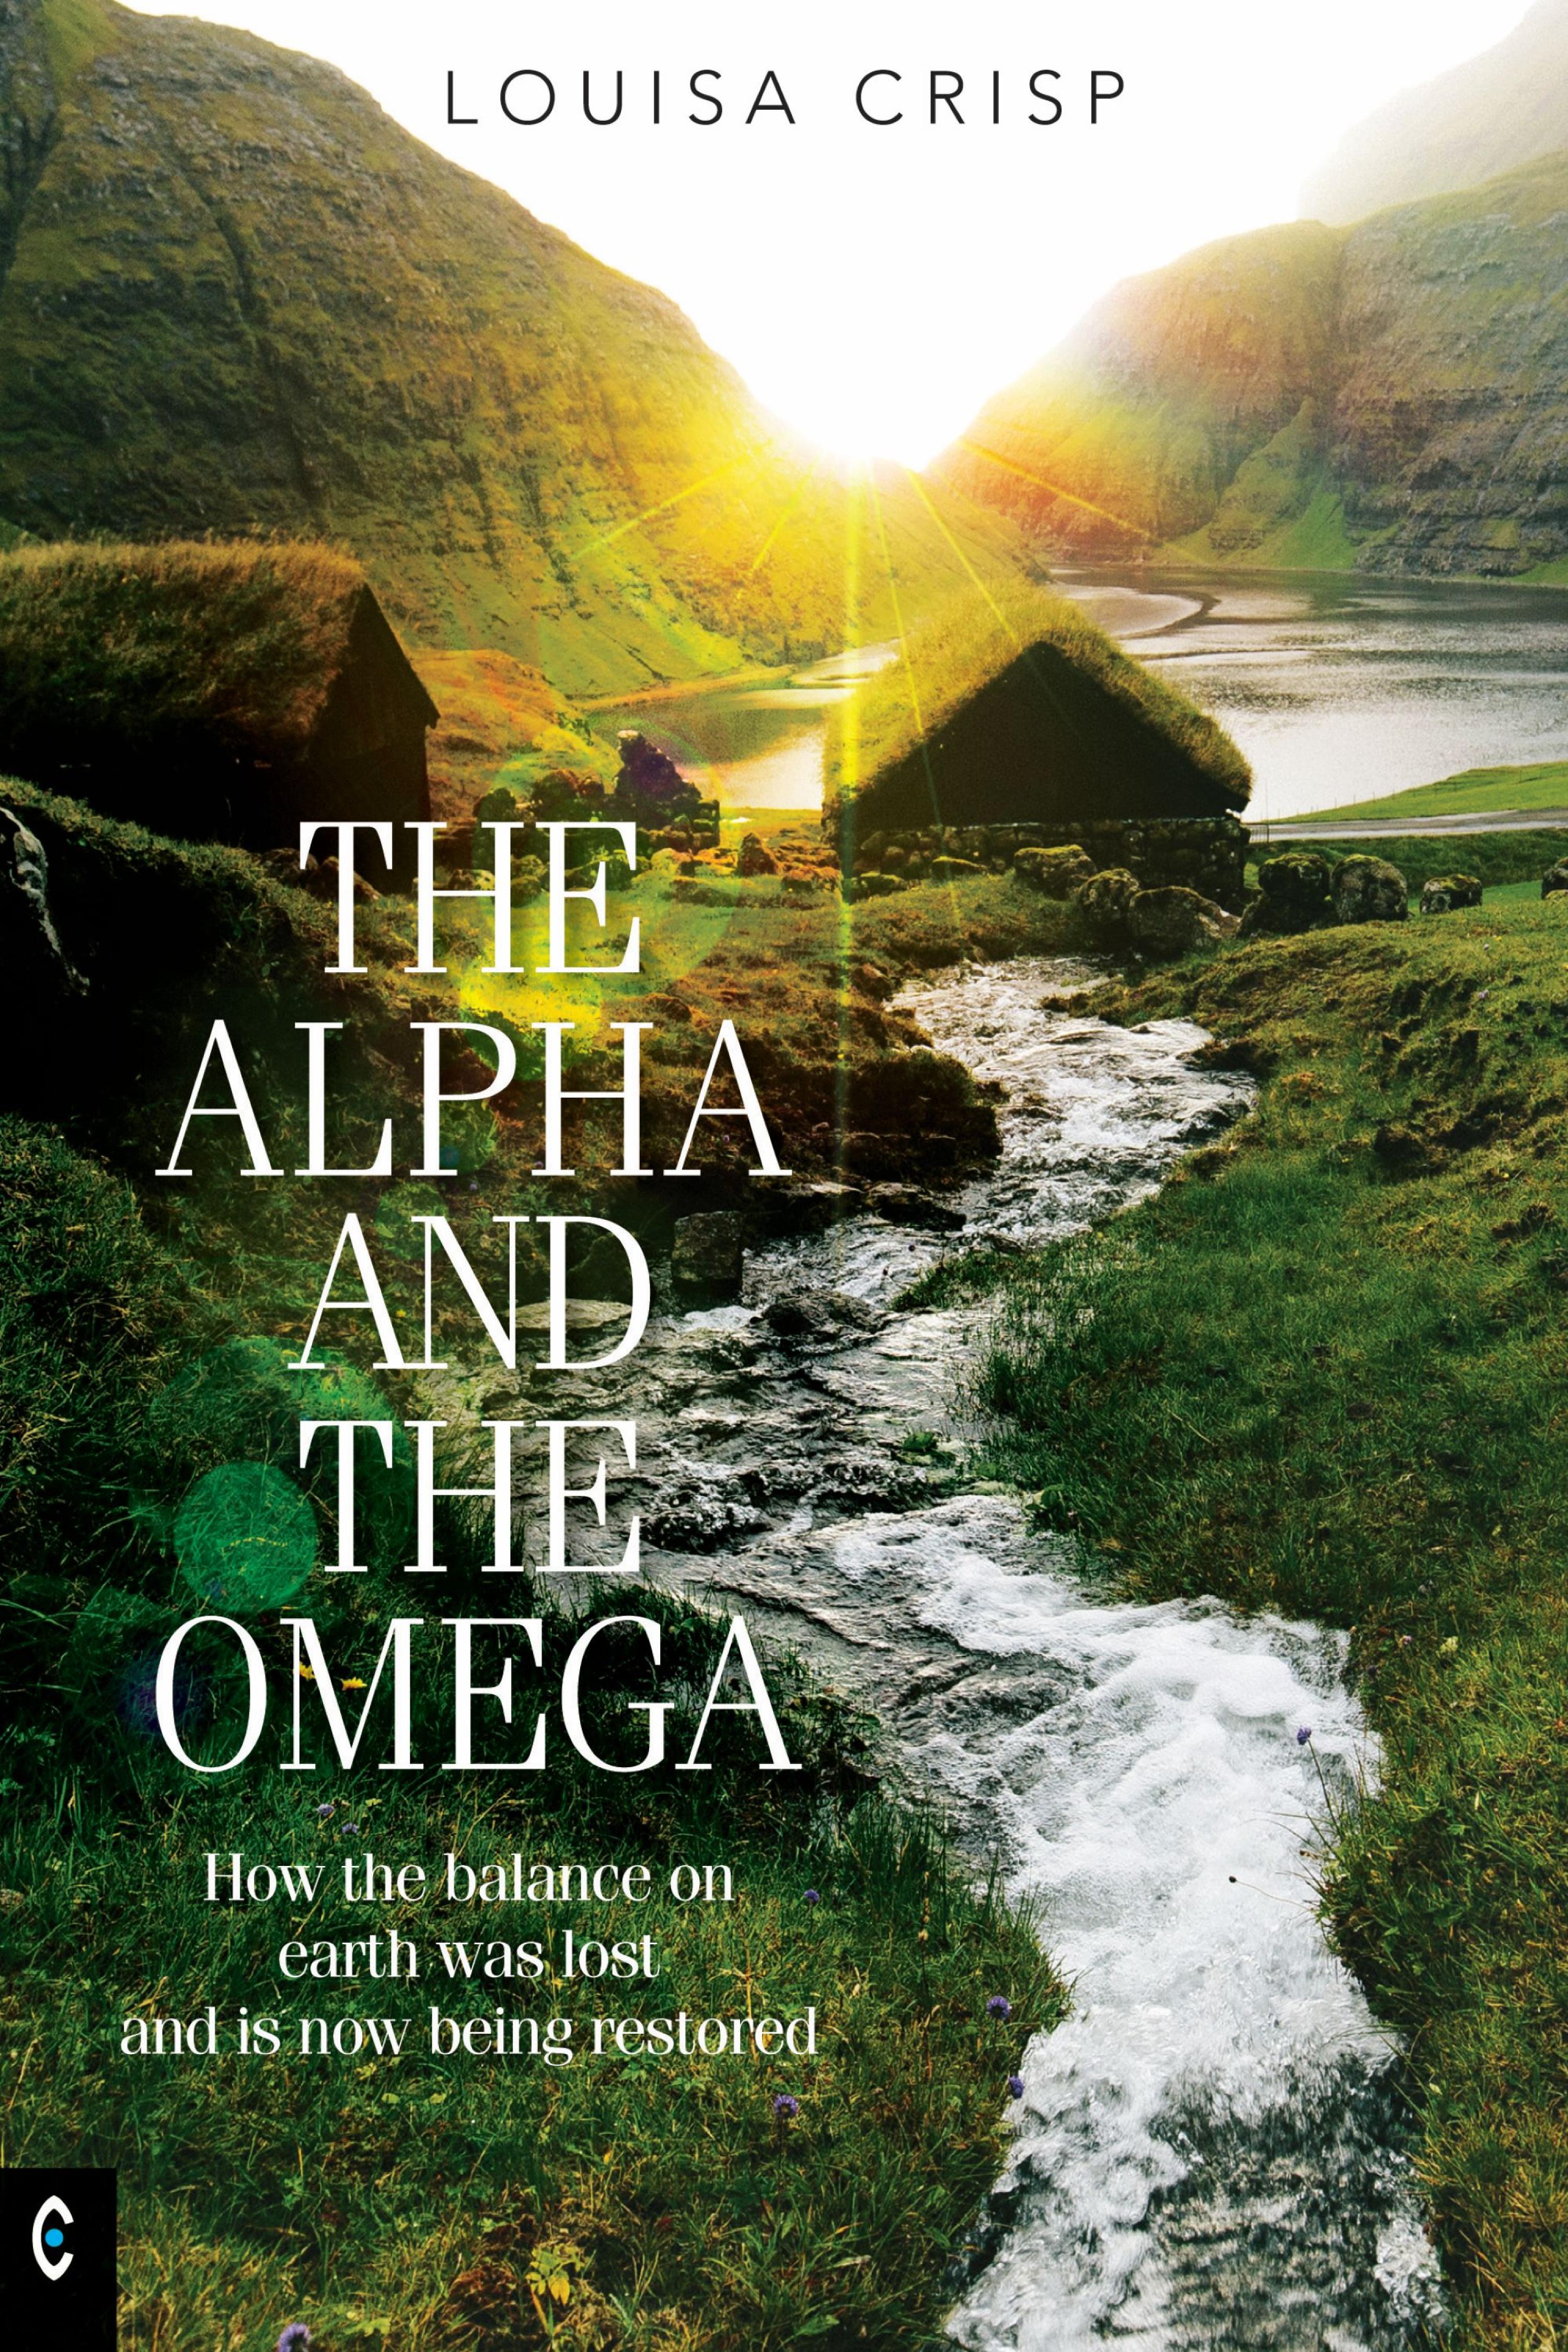 LOUISA CRISP
THE
ALPHA
AND
THE
OMEGA
How the balance on
earth was lost
and is now being restored